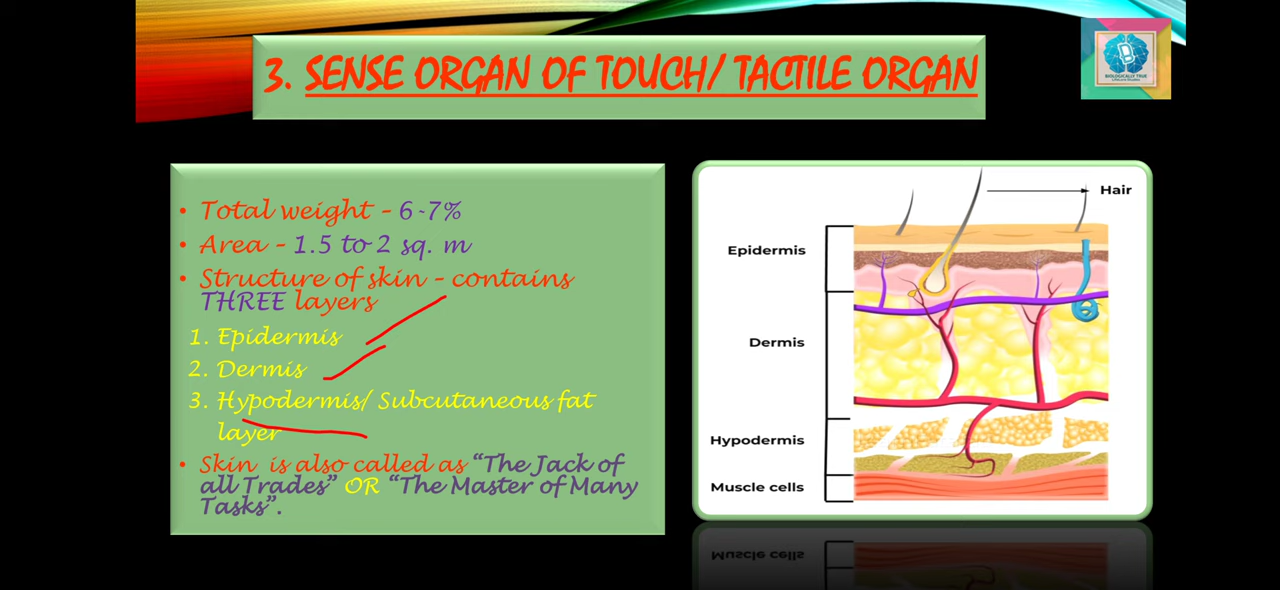 3. SENSE ORGAN OF TOUCH/ TACTILE ORGAN
BIOLOGICALLY TRUE
• Total weight – 6-7%
• Area – 1.5 to 2 sq. m
• Structure of skin – contains
THREE layers
1. Epidermis
2. Dermis
3. Hypodermis/ Subcutaneous fat
layer
• Skin is also called as “The Jack of
all Trades” OR “The Master of Many
Tasks”.
Hair
Epidermis
Dermis
Hypodermis
Muscle cells